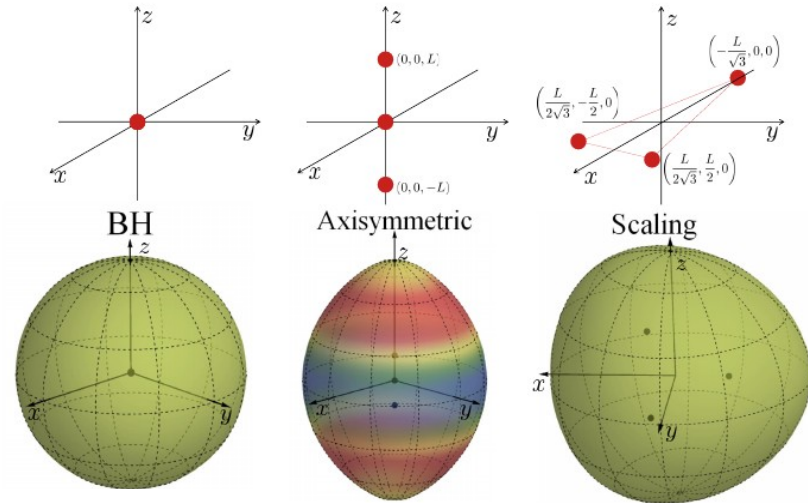 z
y
x
z
(0,0,L)
y
x
(0,0,-L)
z
(-L/√3,0,0)
(L/2√3,-L/2,0)
y
x
(L/2√3,L/2,0)
BH
Axisymmetric
Scaling
z
x
y
z
x
y
z
x
y